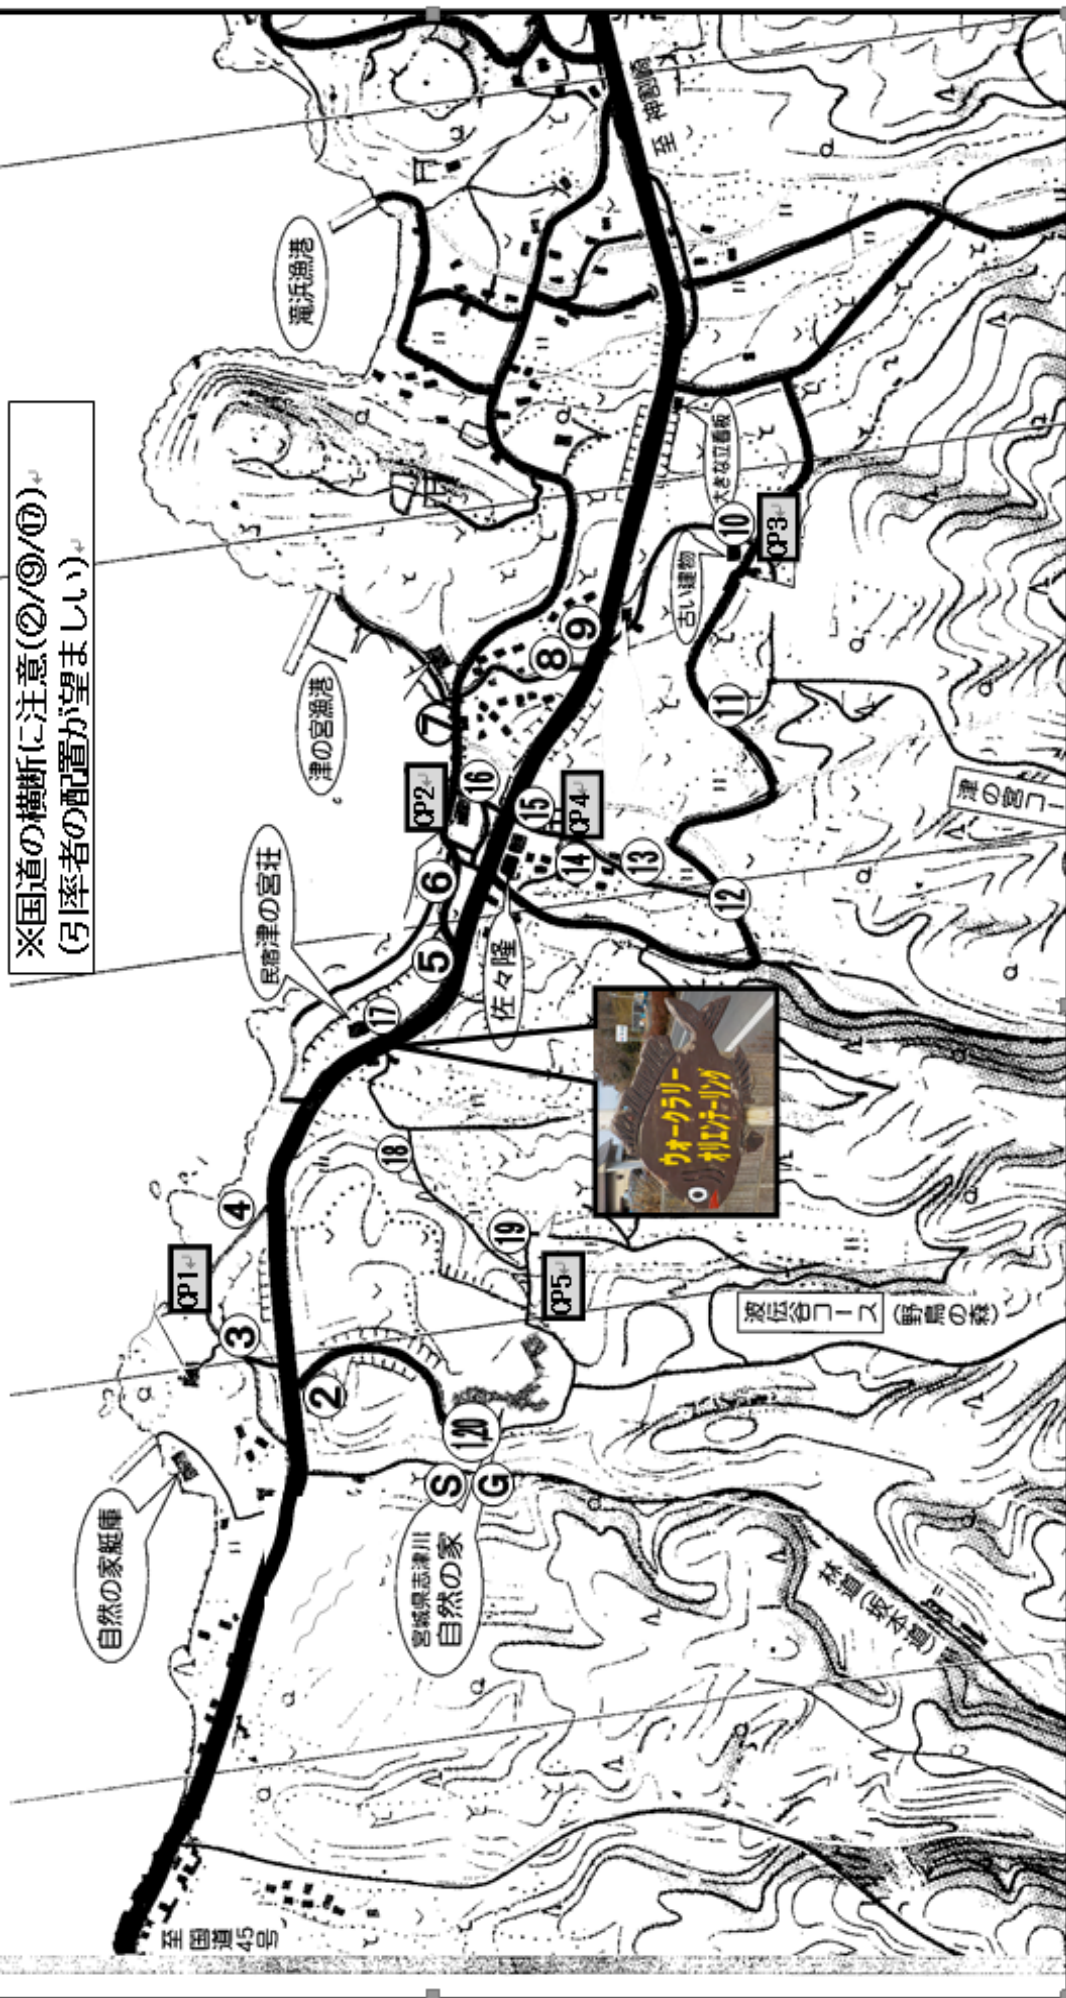 ※国道の横断に注意(②/⑨/⑰)
(引率者の配置が望ましい)
自然の家艇庫
CP1
民宿津の宮荘
津の宮漁港
滝浜漁港
至 国道45号
至 神割崎
宮城県志津川
自然の家
S
G
1,20
2
3
4
5
6
CP2
7
8
9
10
大きな立看板
古い建物
CP3
11
12
13
14
CP4
15
16
佐々隆
17
18
19
CP5
ウォークラリー
オリエンテーリング
波伝谷コース
(野鳥の森)
津の宮コー
林道(坂本道)